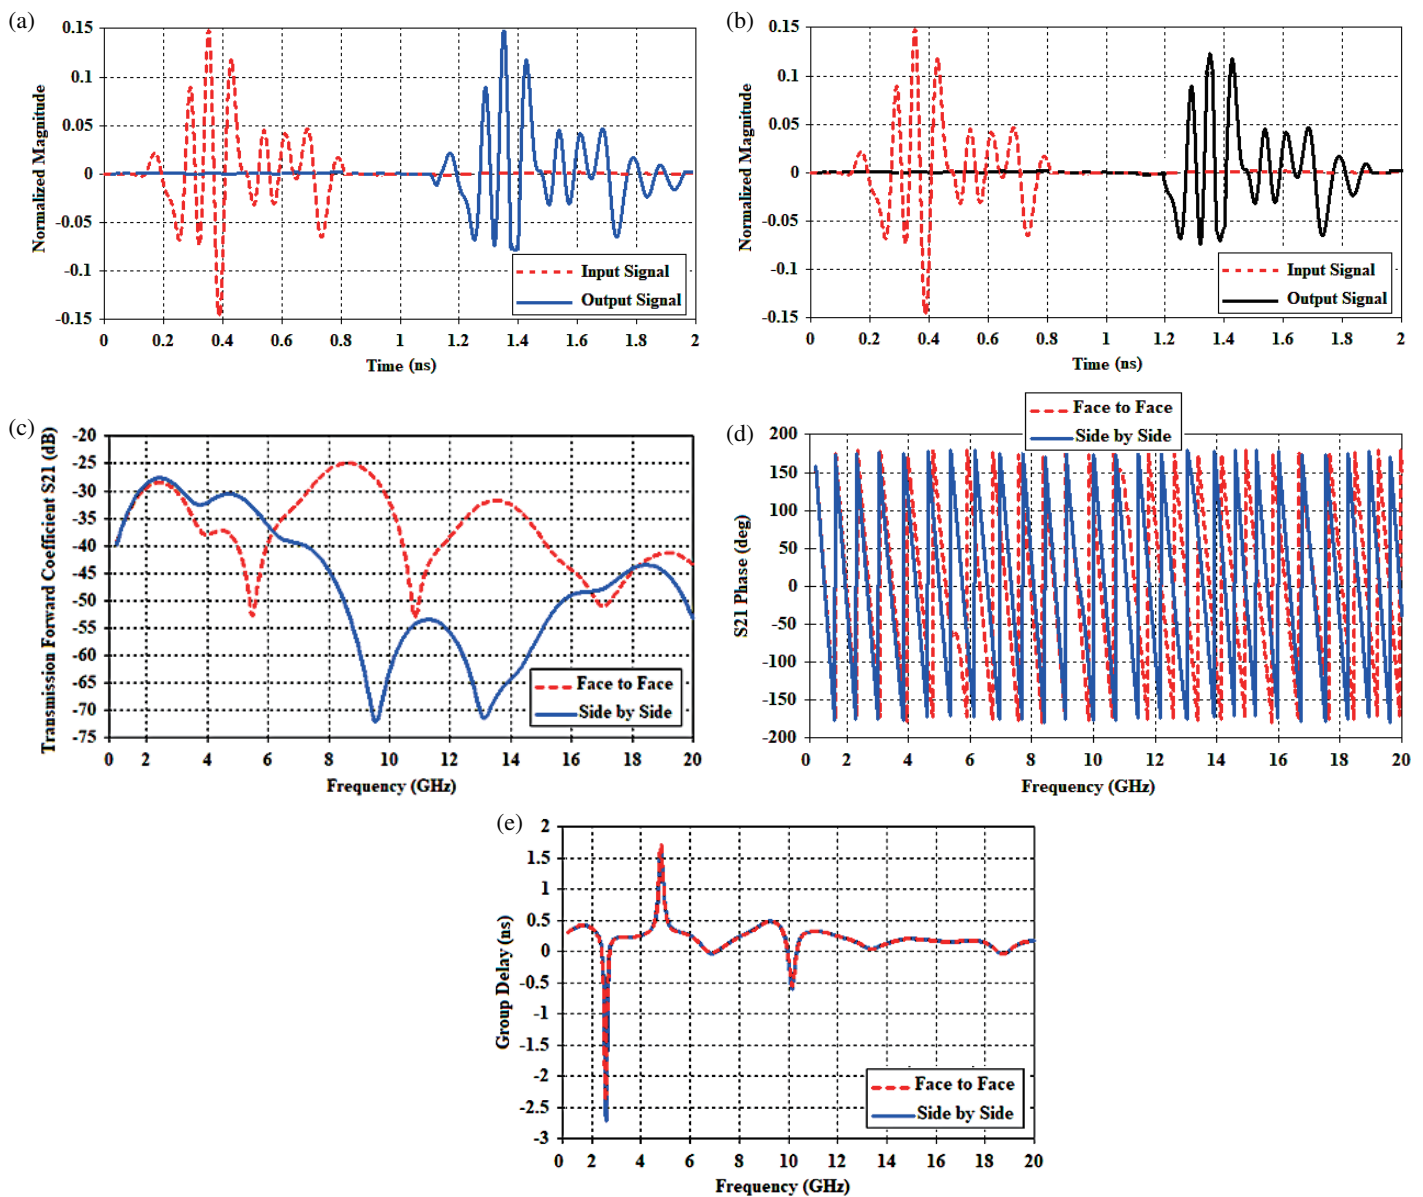 (a)
0.15
0.1
0.05
0
-0.05
-0.1
-0.15
Normalized Magnitude
Input Signal
Output Signal
0 0.2 0.4 0.6 0.8 1 1.2 1.4 1.6 1.8 2
Time (ns)
(b)
0.15
0.1
0.05
0
-0.05
-0.1
-0.15
Normalized Magnitude
Input Signal
Output Signal
0 0.2 0.4 0.6 0.8 1 1.2 1.4 1.6 1.8 2
Time (ns)
(c)
-20
-25
-30
-35
-40
-45
-50
-55
-60
-65
-70
-75
Transmission Forward Coefficient S21 (dB)
Face to Face
Side by Side
0 2 4 6 8 10 12 14 16 18 20
Frequency (GHz)
(d)
Face to Face
Side by Side
200
150
100
50
0
-50
-100
-150
-200
S21 Phase (deg)
0 2 4 6 8 10 12 14 16 18 20
Frequency (GHz)
(e)
2
1.5
1
0.5
0
-0.5
-1
-1.5
-2
-2.5
-3
Group Delay (ns)
Face to Face
Side by Side
0 2 4 6 8 10 12 14 16 18 20
Frequency (GHz)